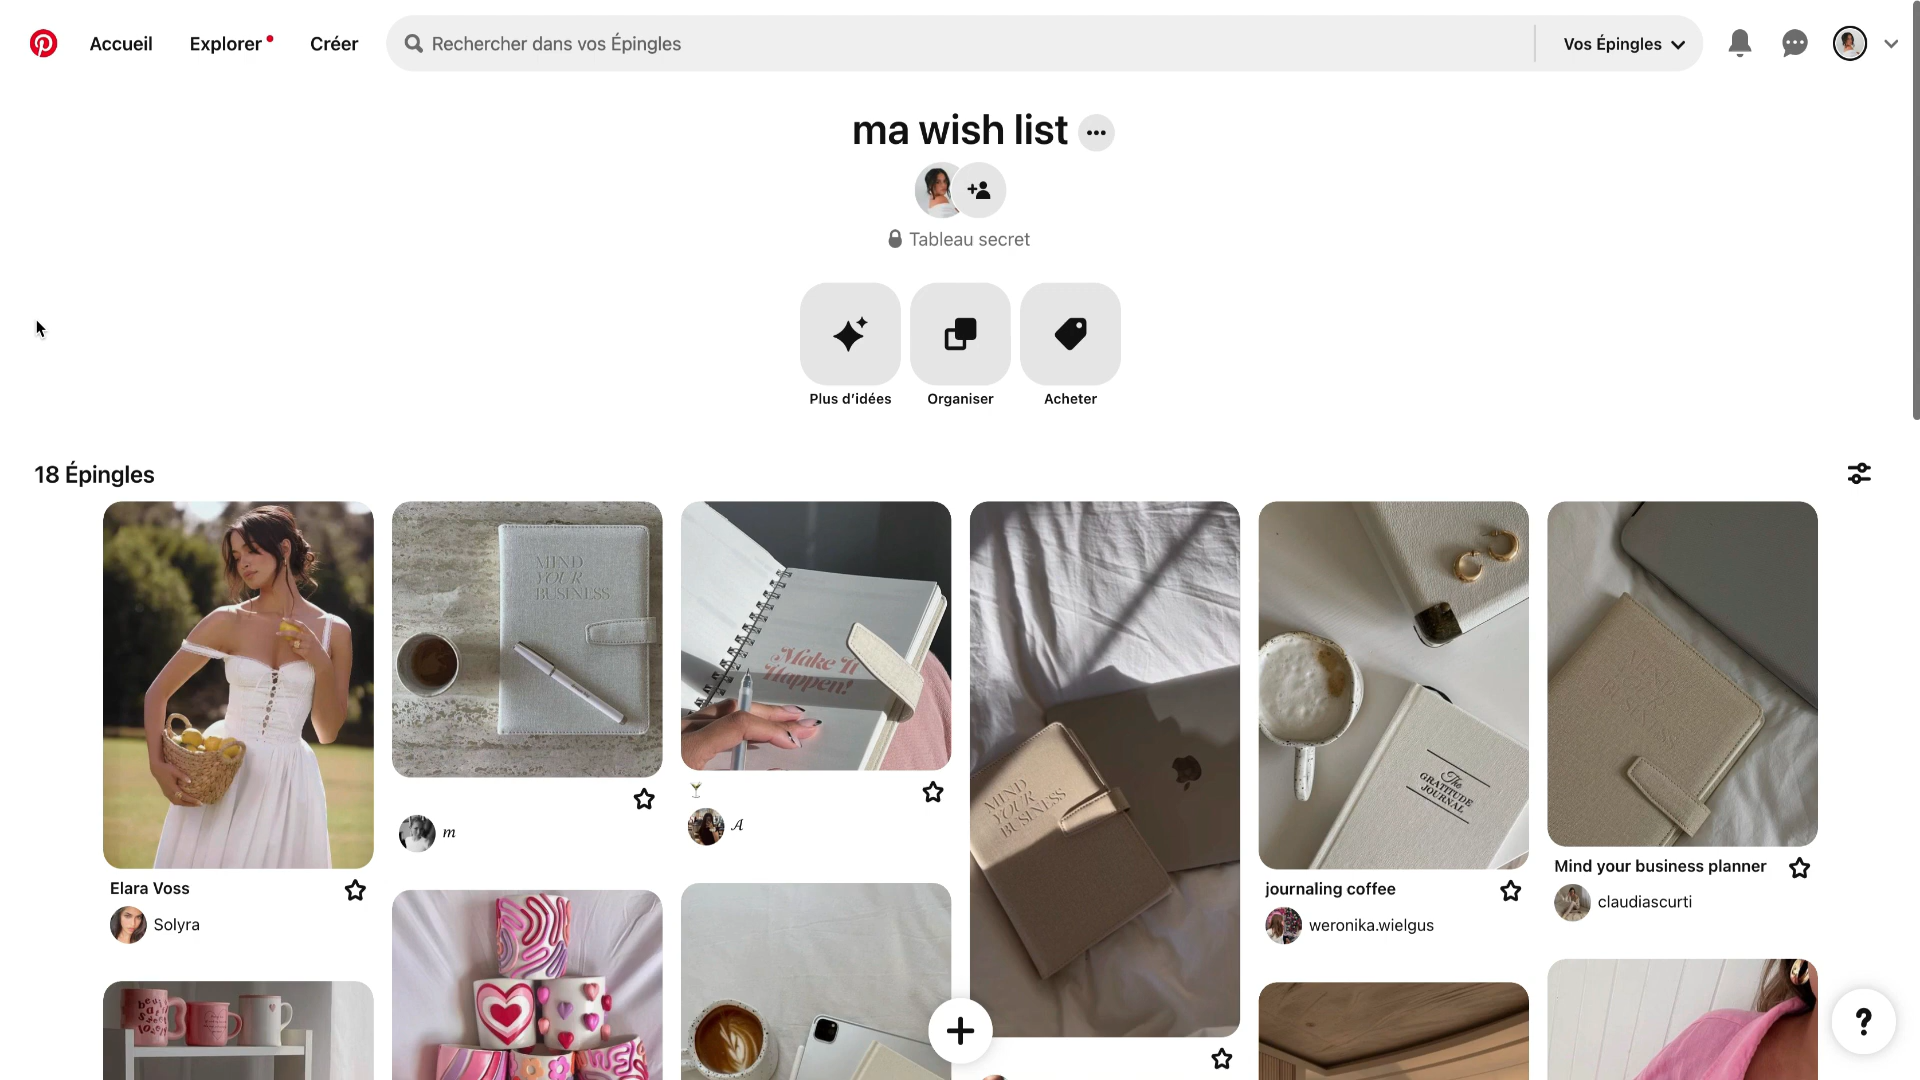 Accueil
Explorer
Créer
Rechercher dans vos Épingles
Vos Épingles
ma wish list
Tableau secret
Plus d'idées
Organiser
Acheter
18 Épingles
MIND
YOUR
BUSINESS
Make It
Happen!
MIND
YOUR
BUSINESS
The
GRATITUDE
JOURNAL
m
A
Elara Voss
Solyra
journaling coffee
weronika.wielgus
Mind your business planner
claudiascurti
?